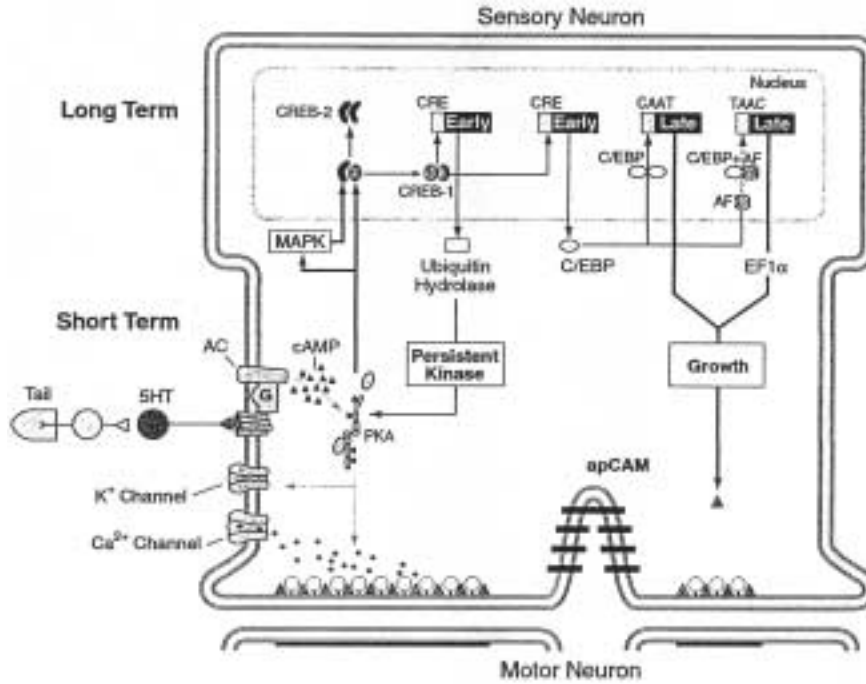 Sensory Neuron
Nucleus
Long Term
CREB-2
CRE
Early
CRE
Early
CAAT
Late
TAAC
Late
C/EBP
C/EBP+AF
CREB-1
AF
MAPK
Ubiquitin
Hydrolase
C/EBP
EF1α
Short Term
AC
cAMP
Persistent
Kinase
Growth
G
Tail
5HT
PKA
apCAM
K+ Channel
Ca2+ Channel
Motor Neuron